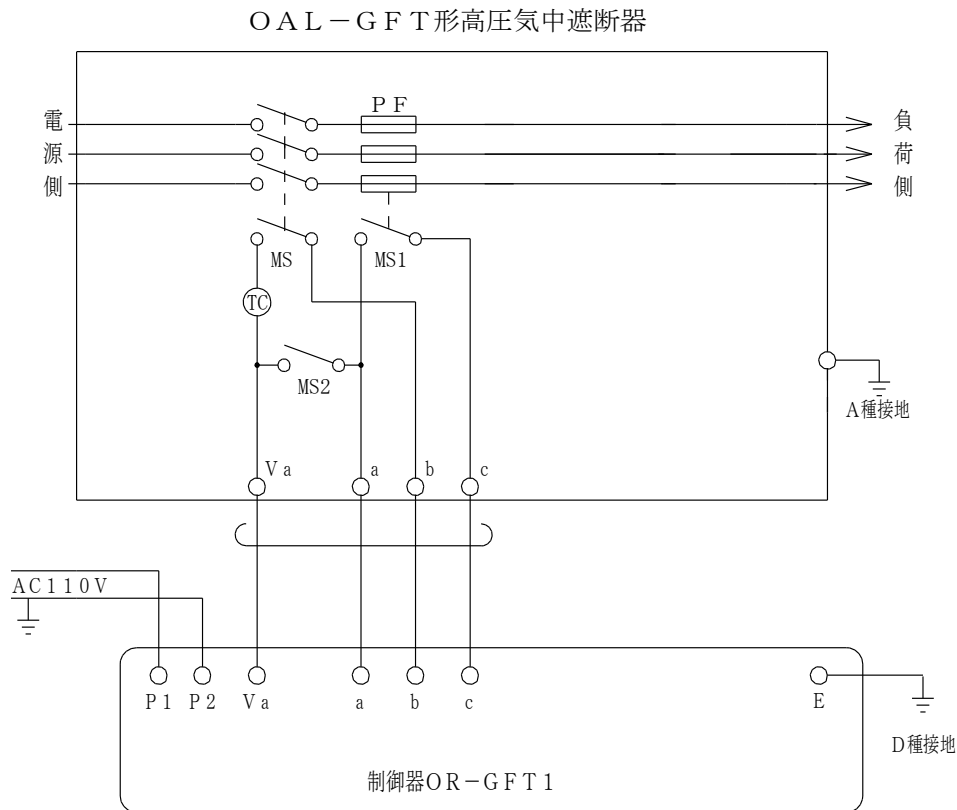 OAL-GFT形高圧気中遮断器
PF
電源側
負荷側
MS
MS1
TC
MS2
A種接地
Va
a
b
c
AC110V
P1
P2
Va
a
b
c
E
D種接地
制御器OR-GFT1